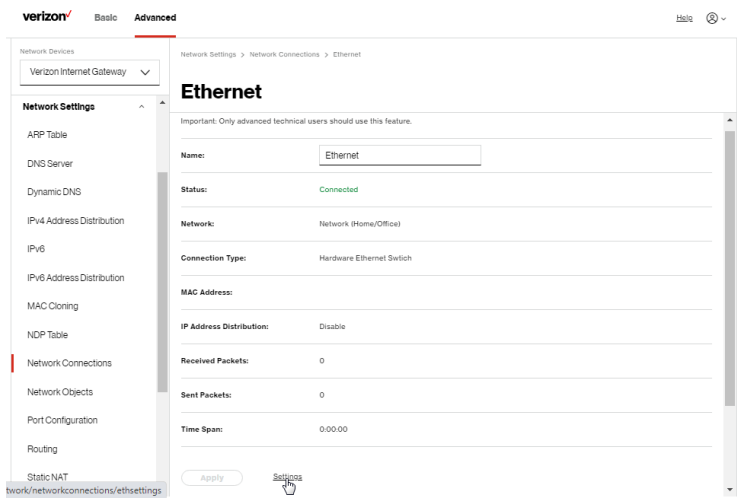 verizon✓ Basic Advanced Help
Network Devices
Verizon Internet Gateway
Network Settings
ARP Table
DNS Server
Dynamic DNS
IPv4 Address Distribution
IPv6
IPv6 Address Distribution
MAC Cloning
NDP Table
Network Connections
Network Objects
Port Configuration
Routing
Static NAT
twork/networkconnections/ethsettings
Network Settings > Network Connections > Ethernet
Ethernet
Important: Only advanced technical users should use this feature.
Name: Ethernet
Status: Connected
Network: Network (Home/Office)
Connection Type: Hardware Ethernet Swtich
MAC Address:
IP Address Distribution: Disable
Received Packets: 0
Sent Packets: 0
Time Span: 0:00:00
Apply Settings